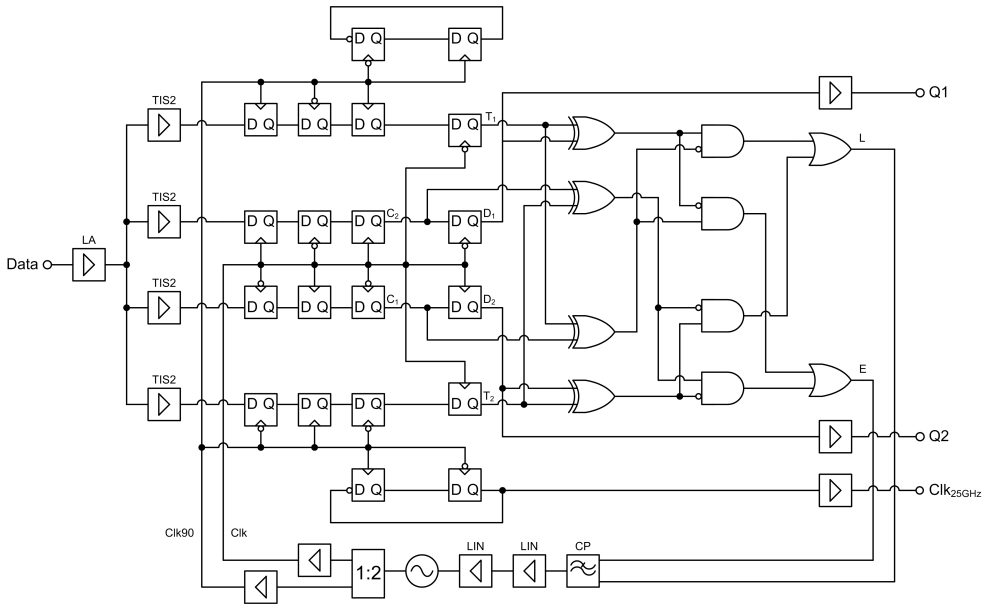 D Q D Q
TIS2
D Q D Q D Q
D Q T₁
Q1
L
TIS2
D Q D Q D Q C₂ D Q D₁
LA
Data
TIS2
D Q D Q D Q C₁ D Q D₂
TIS2
D Q D Q D Q D Q T₂
E
Q2
D Q D Q
Clk25GHz
Clk90 Clk
1:2
LIN LIN CP